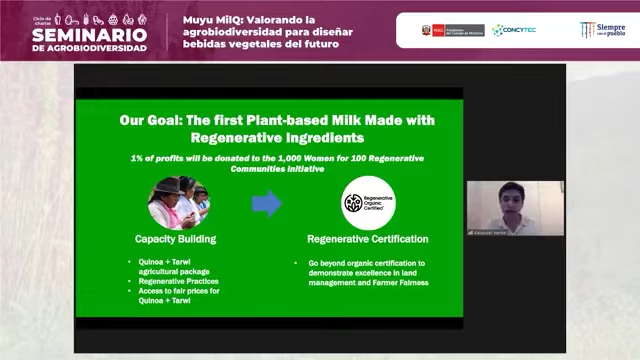 Ciclo de charlas
SEMINARIO
DE AGROBIODIVERSIDAD
Muyu MilQ: Valorando la
agrobiodiversidad para diseñar
bebidas vegetales del futuro
PERÚ
CONCYTEC
Siempre
con el pueblo
Our Goal: The first Plant-based Milk Made with
Regenerative Ingredients
1% of profits will be donated to the 1,000 Women for 100 Regenerative
Communities Initiative
Regenerative
Organic
Certified
Capacity Building
• Quinoa + Tarwi
agricultural package
• Regenerative Practices
• Access to fair prices for
Quinoa + Tarwi
Regenerative Certification
• Go beyond organic certification to
demonstrate excellence in land
management and Farmer Fairness